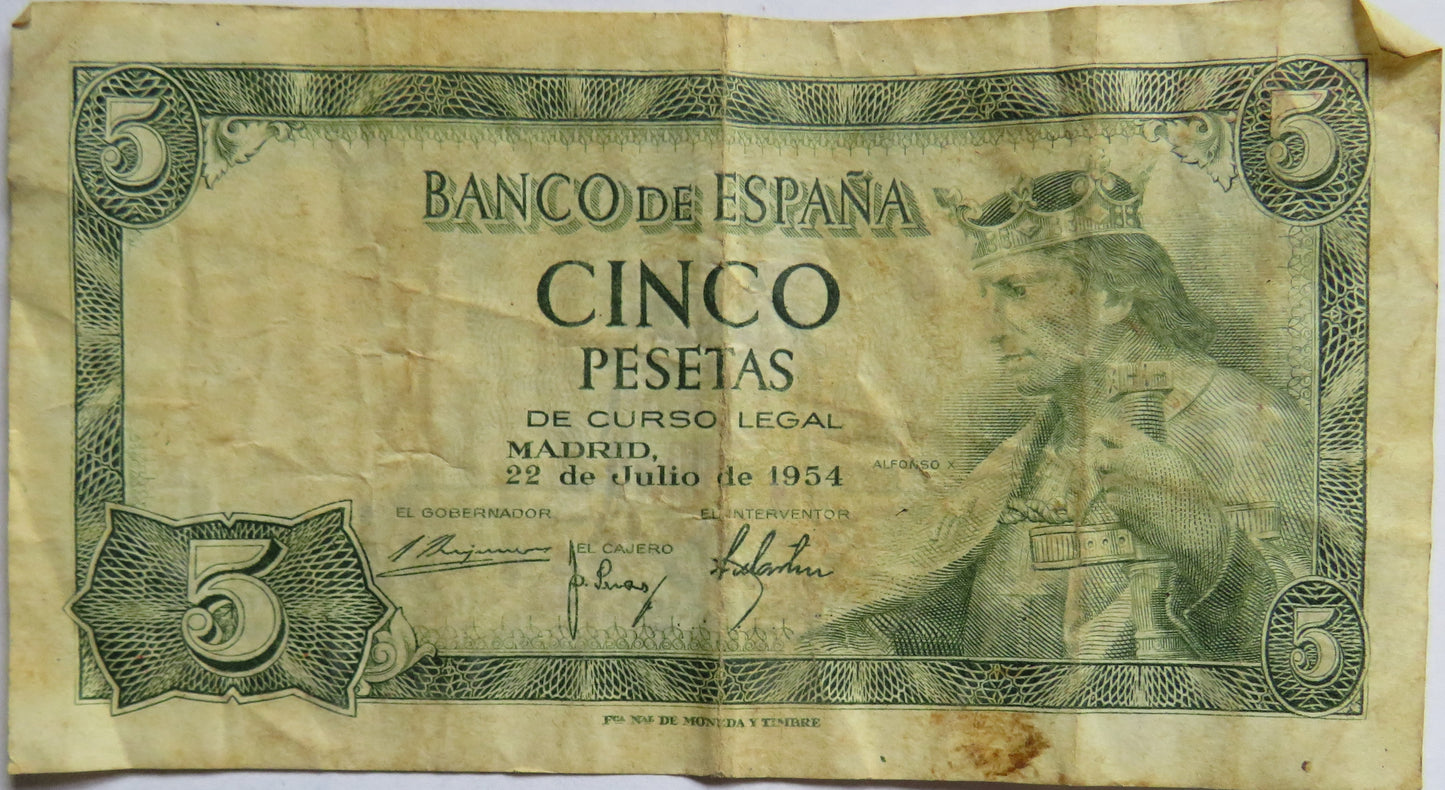 5
5
BANCO DE ESPAÑA
CINCO
PESETAS
DE CURSO LEGAL
MADRID,
22 de Julio de 1954
ALFONSO X
EL GOBERNADOR
EL INTERVENTOR
EL CAJERO
5
5
Fca Nal DE MONEDA Y TIMBRE